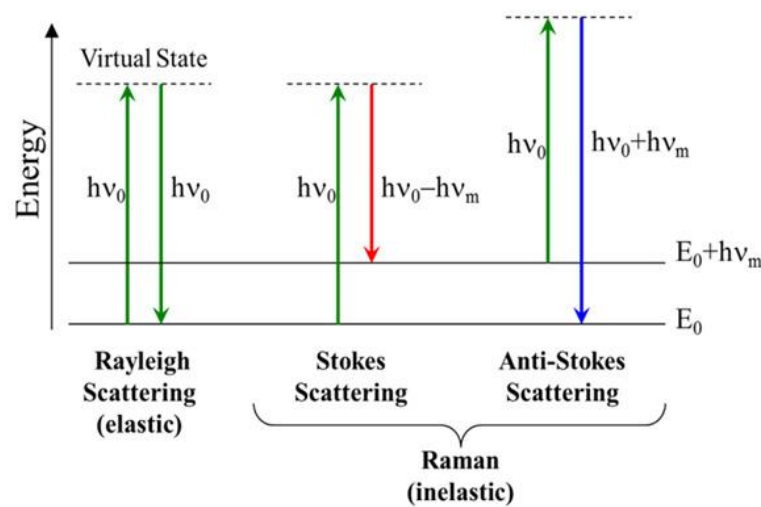 Energy
Virtual State
hν₀
hν₀
hν₀
hν₀–hνₘ
hν₀
hν₀+hνₘ
E₀+hνₘ
E₀
Rayleigh
Scattering
(elastic)
Stokes
Scattering
Anti-Stokes
Scattering
Raman
(inelastic)